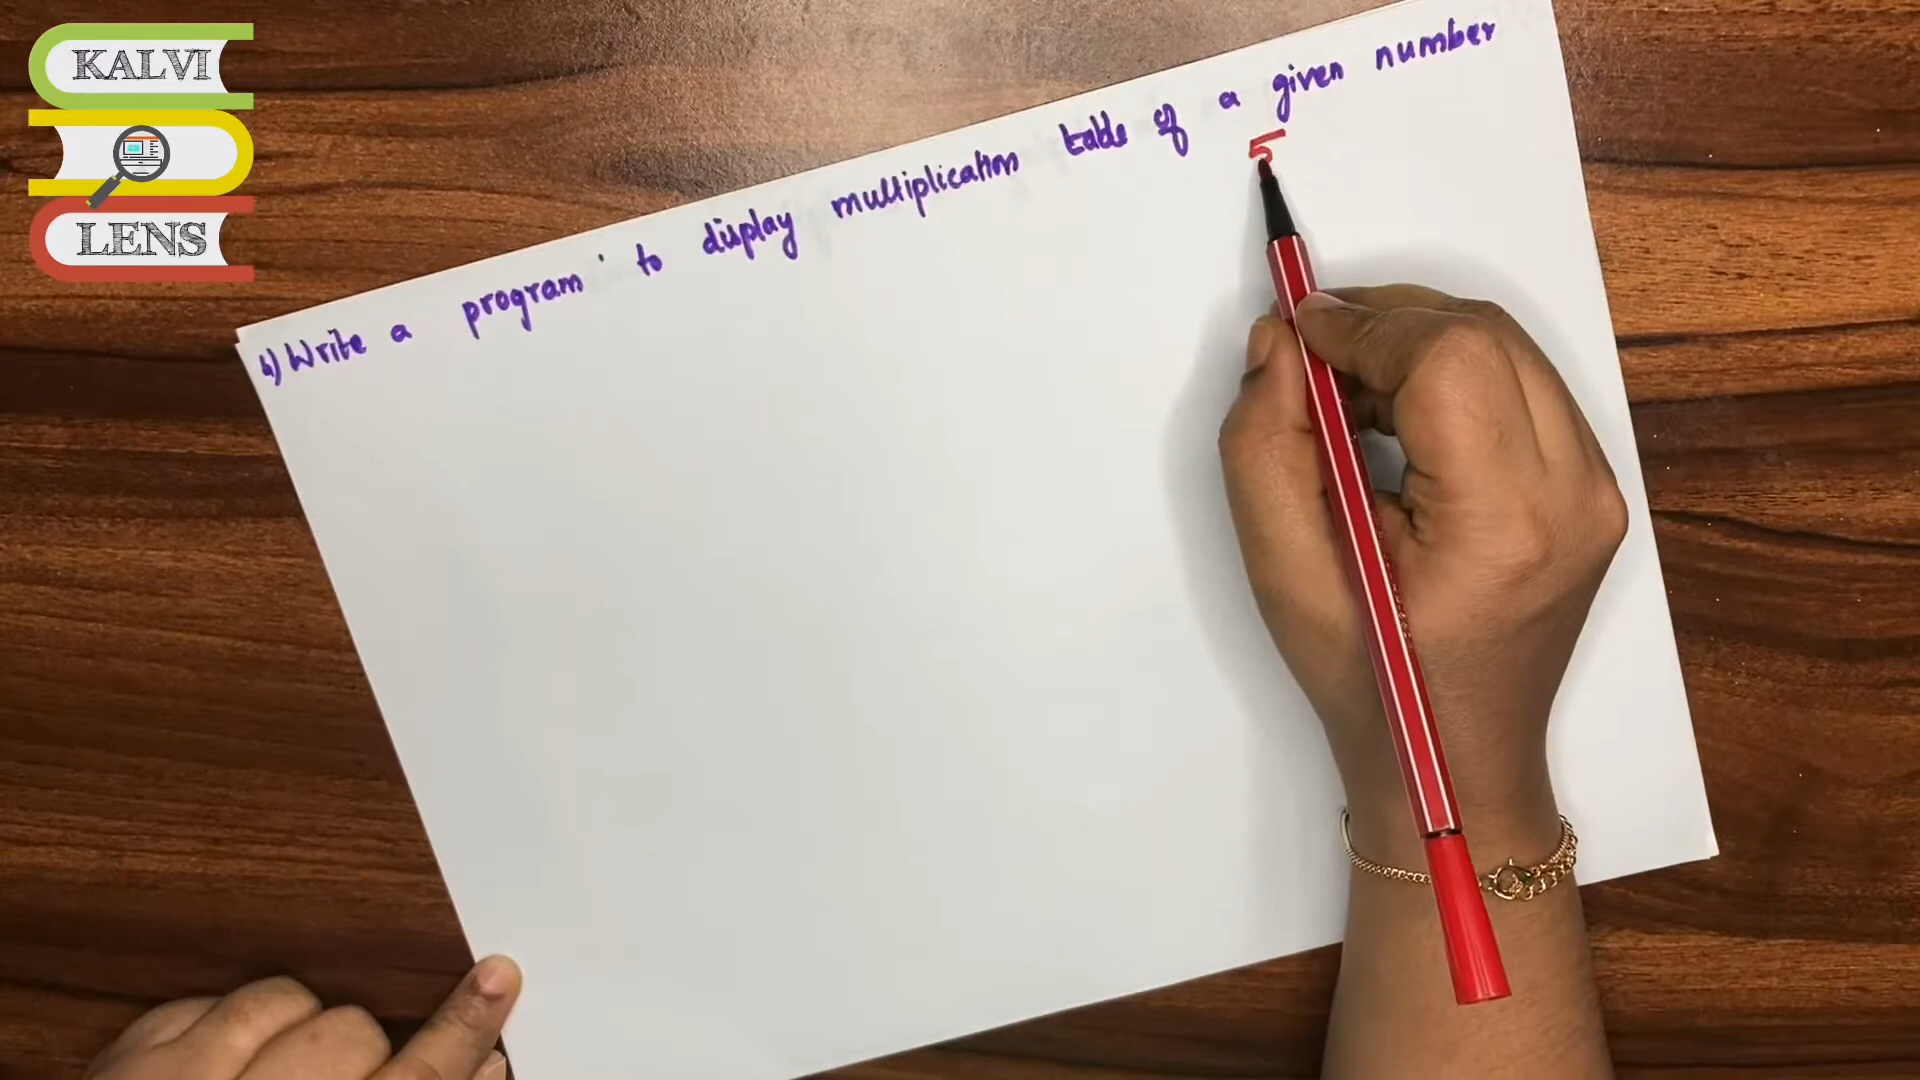 KALVI
LENS
4) Write a program to display multiplication table of a given number
5